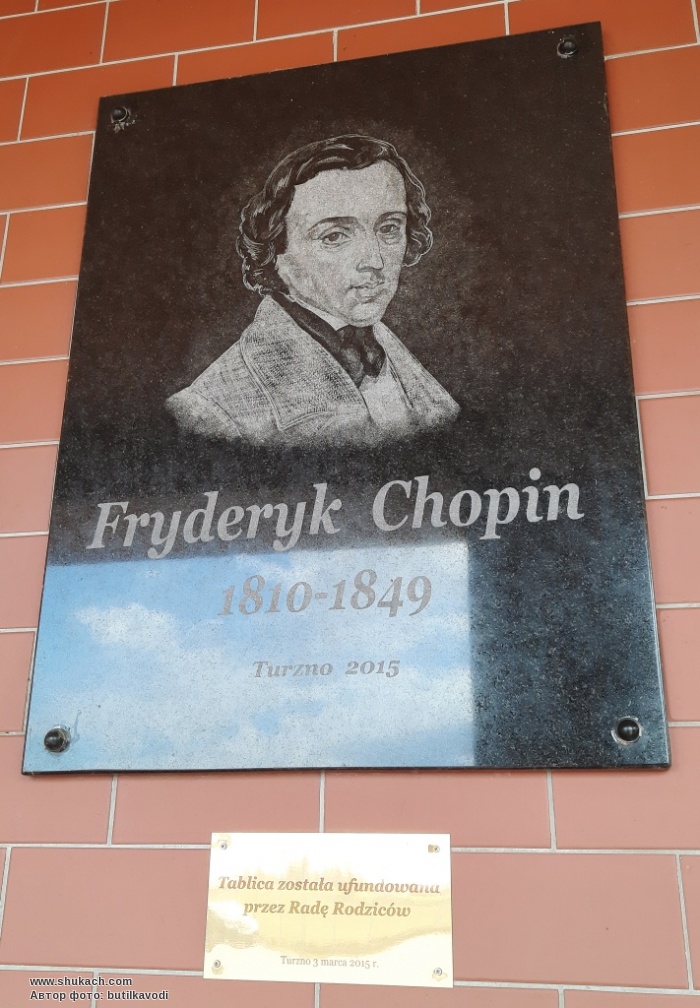 Fryderyk Chopin
1810-1849
Turzno 2015
Tablica została ufundowana
przez Radę Rodziców
Turzno 3 marca 2015 r.
www.shukach.com
Автор фото: butilkavodi